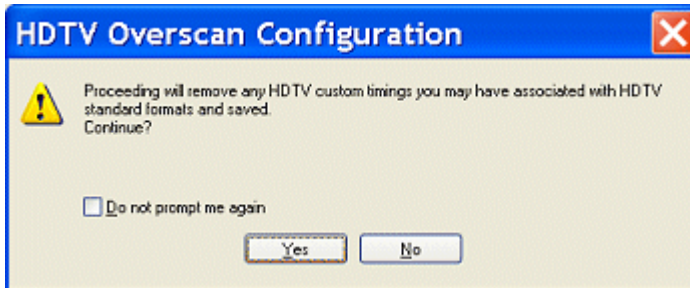 HDTV Overscan Configuration
Proceeding will remove any HDTV custom timings you may have associated with HDTV
standard formats and saved.
Continue?
Do not prompt me again
Yes No